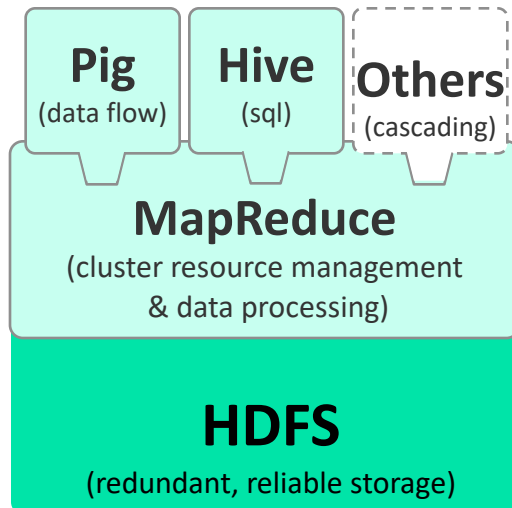 Pig
(data flow)
Hive
(sql)
Others
(cascading)
MapReduce
(cluster resource management
& data processing)
HDFS
(redundant, reliable storage)